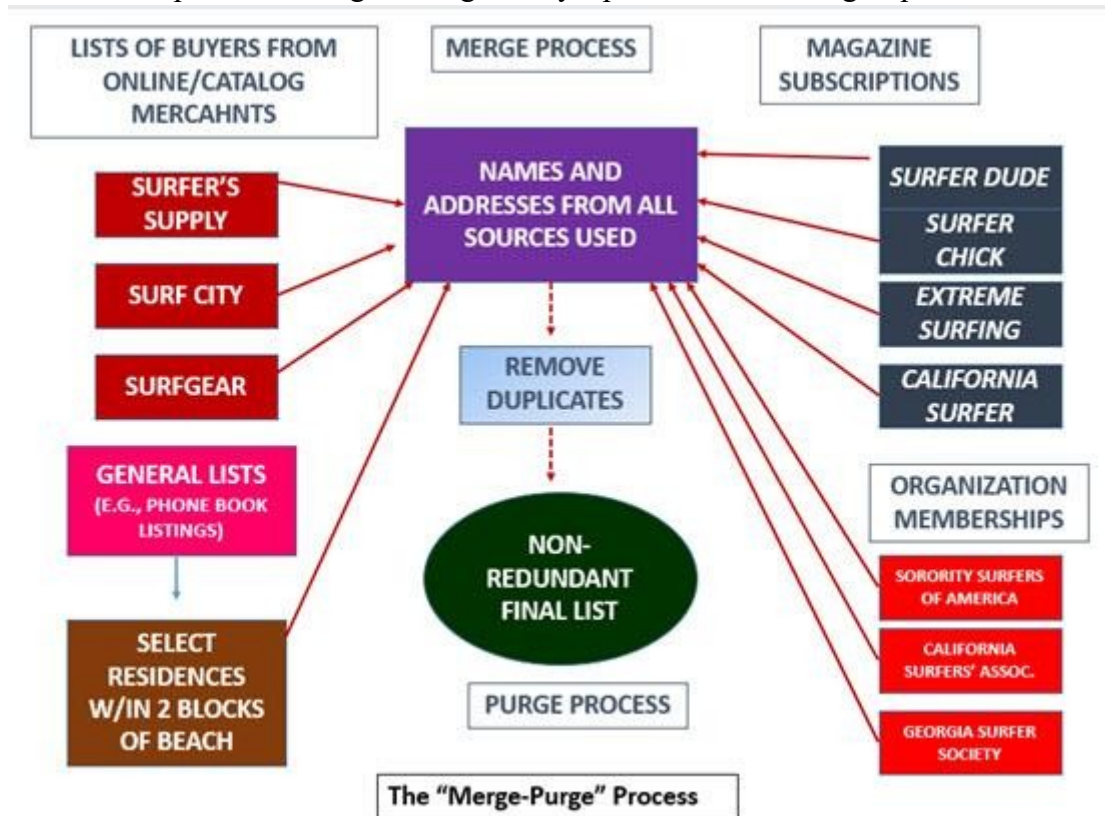 LISTS OF BUYERS FROM
ONLINE/CATALOG
MERCAHNTS
MERGE PROCESS
MAGAZINE
SUBSCRIPTIONS
NAMES AND
ADDRESSES FROM ALL
SOURCES USED
SURFER'S
SUPPLY
SURF CITY
SURFGEAR
SURFER DUDE
SURFER
CHICK
EXTREME
SURFING
CALIFORNIA
SURFER
REMOVE
DUPLICATES
GENERAL LISTS
(E.G., PHONE BOOK
LISTINGS)
ORGANIZATION
MEMBERSHIPS
NON-
REDUNDANT
FINAL LIST
SORORITY SURFERS
OF AMERICA
CALIFORNIA
SURFERS' ASSOC.
GEORGIA SURFER
SOCIETY
SELECT
RESIDENCES
W/IN 2 BLOCKS
OF BEACH
PURGE PROCESS
The “Merge-Purge” Process